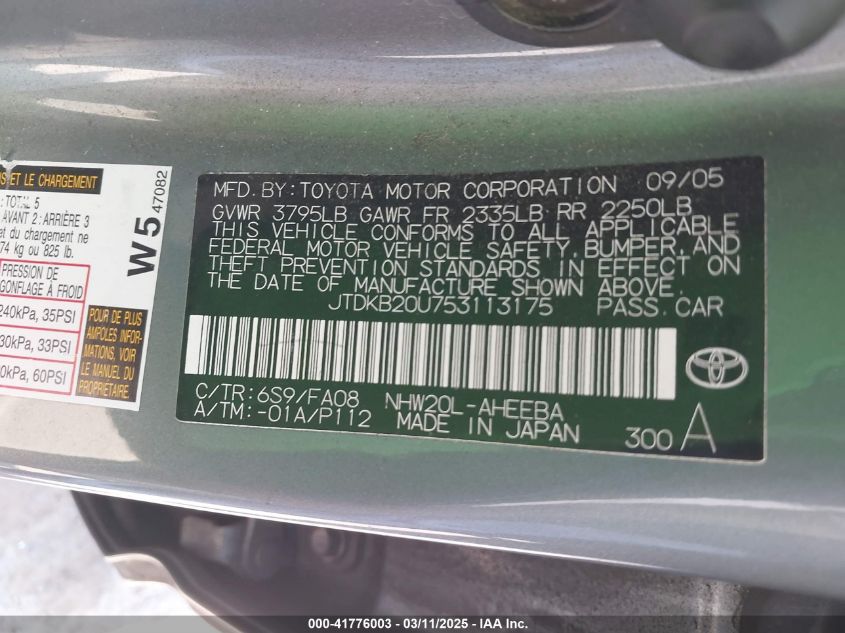 IS ET LE CHARGEMENT
: TOTAL 5
AVANT 2: ARRIÈRE 3
et du chargement ne
74 kg ou 825 lb.
PRESSION DE
GONFLAGE À FROID
240kPa, 35PSI
30kPa, 33PSI
0kPa, 60PSI
W5 47082
POUR DE PLUS
AMPLES INFOR-
MATIONS, VOIR
LE MANUEL DU
PROPRIÉTAIRE
MFD. BY: TOYOTA MOTOR CORPORATION 09/05
GVWR 3795LB GAWR FR 2335LB RR 2250LB
THIS VEHICLE CONFORMS TO ALL APPLICABLE
FEDERAL MOTOR VEHICLE SAFETY, BUMPER, AND
THEFT PREVENTION STANDARDS IN EFFECT ON
THE DATE OF MANUFACTURE SHOWN ABOVE.
JTDKB20U753113175 PASS. CAR
C/TR: 6S9/FA08 NHW20L-AHEEBA
A/TM: -01A/P112 MADE IN JAPAN 300 A
000-41776003 - 03/11/2025 - IAA Inc.